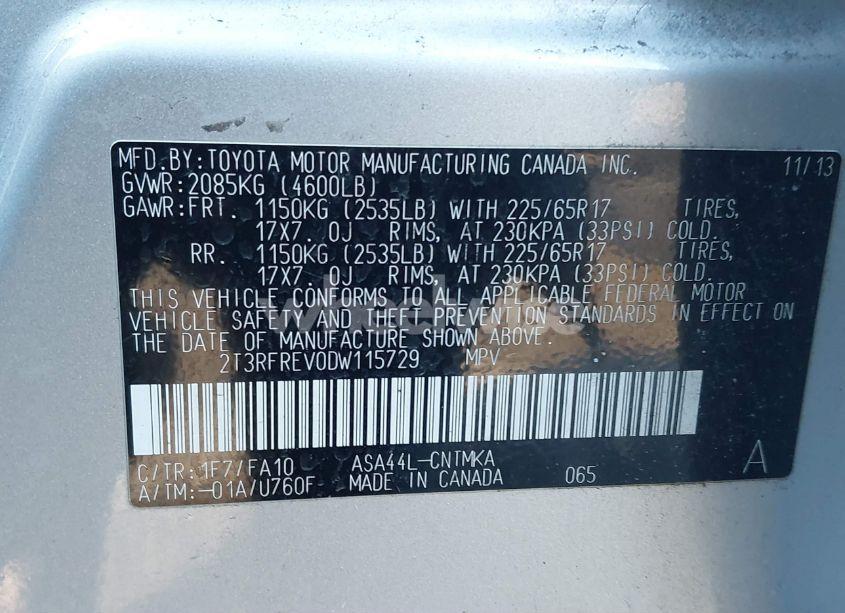 MFD.BY:TOYOTA MOTOR MANUFACTURING CANADA INC. 11/13
GVWR:2085KG (4600LB)
GAWR:FRT. 1150KG (2535LB) WITH 225/65R17 TIRES,
17X7. 0J RIMS, AT 230KPA (33PSI) COLD.
RR. 1150KG (2535LB) WITH 225/65R17 TIRES,
17X7. 0J RIMS, AT 230KPA (33PSI) COLD.
THIS VEHICLE CONFORMS TO ALL APPLICABLE FEDERAL MOTOR
VEHICLE SAFETY AND THEFT PREVENTION STANDARDS IN EFFECT ON
THE DATE OF MANUFACTURE SHOWN ABOVE.
2T3RFREV0DW115729 MPV
C/TR:1F7/FA10 ASA44L-CNTMKA
A/TM:-01A/U760F MADE IN CANADA 065 A